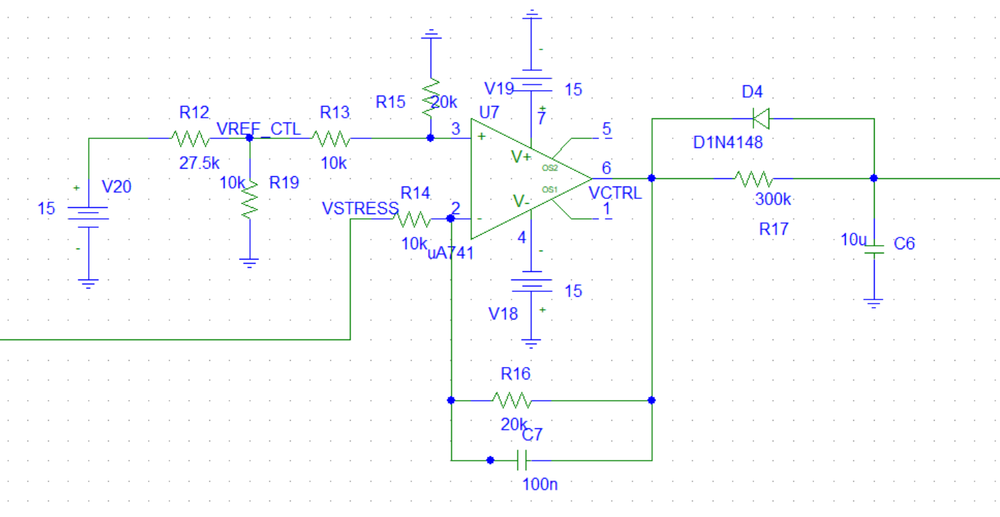 V19
15
-
+
7
D4
D1N4148
R15
20k
U7
R12
VREF_CTL
R13
3
+
5
27.5k
10k
V+
OS2
6
10k
R19
+
V20
15
-
R14
OS1
VCTRL
300k
VSTRESS
2
-
V-
1
R17
10k
uA741
4
-
10u
C6
15
V18
+
R16
20k
C7
100n